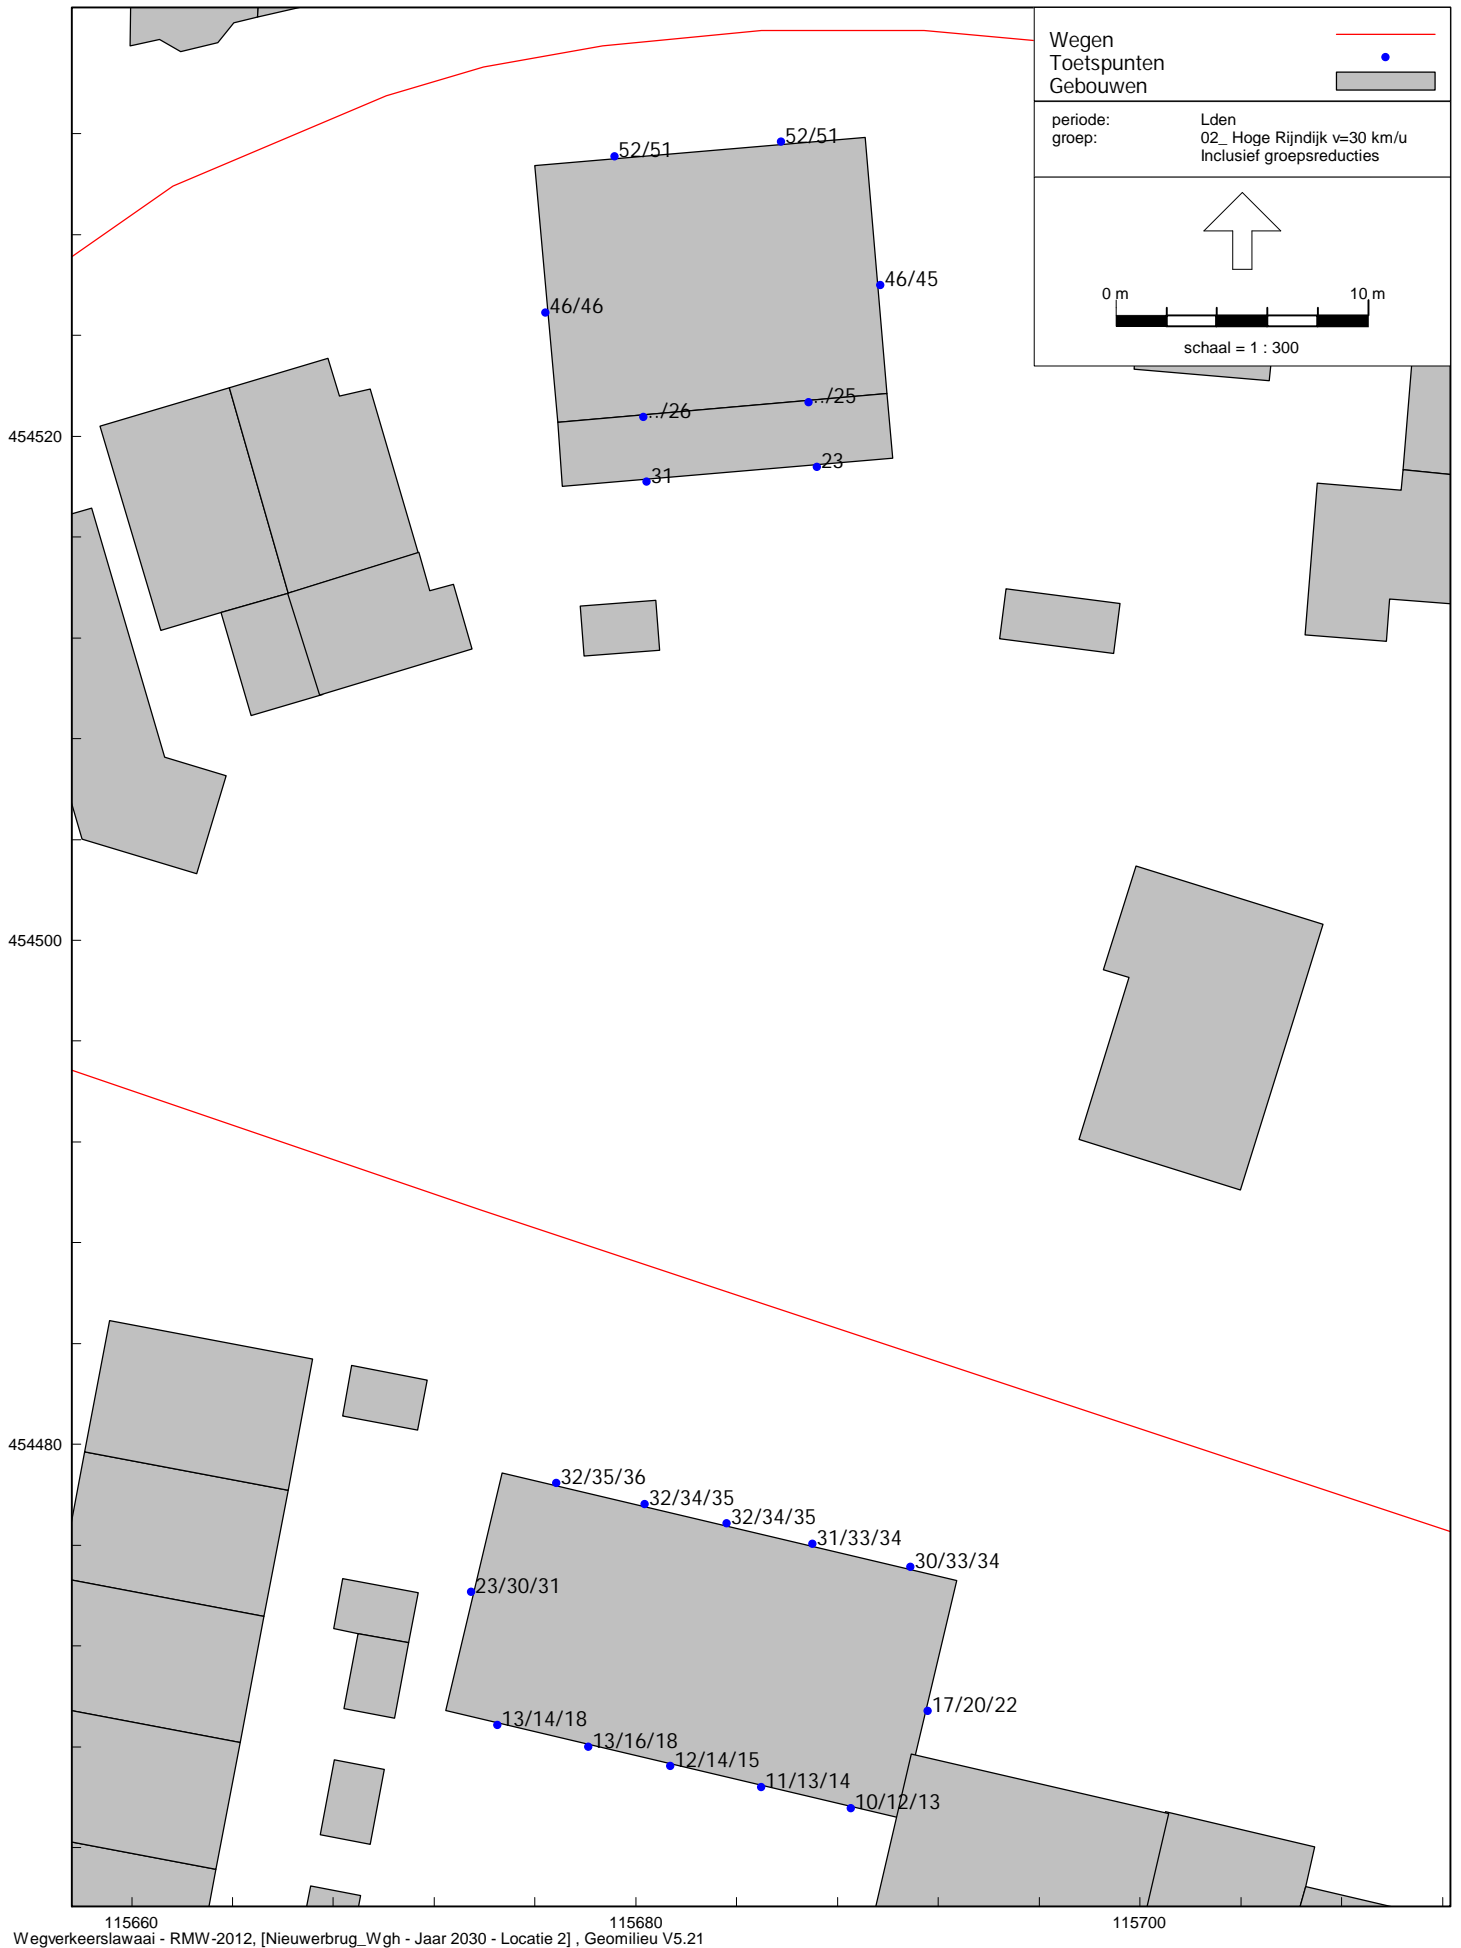 Wegen
Toetspunten
Gebouwen
periode: Lden
groep: 02_ Hoge Rijndijk v=30 km/u
Inclusief groepsreducties
0 m 10 m
schaal = 1 : 300
52/51
52/51
46/45
46/46
../25
../26
23
31
454520
454500
454480
32/35/36
32/34/35
32/34/35
31/33/34
30/33/34
23/30/31
17/20/22
13/14/18
13/16/18
12/14/15
11/13/14
10/12/13
115660 115680 115700
Wegverkeerslawaai - RMW-2012, [Nieuwerbrug_Wgh - Jaar 2030 - Locatie 2] , Geomilieu V5.21